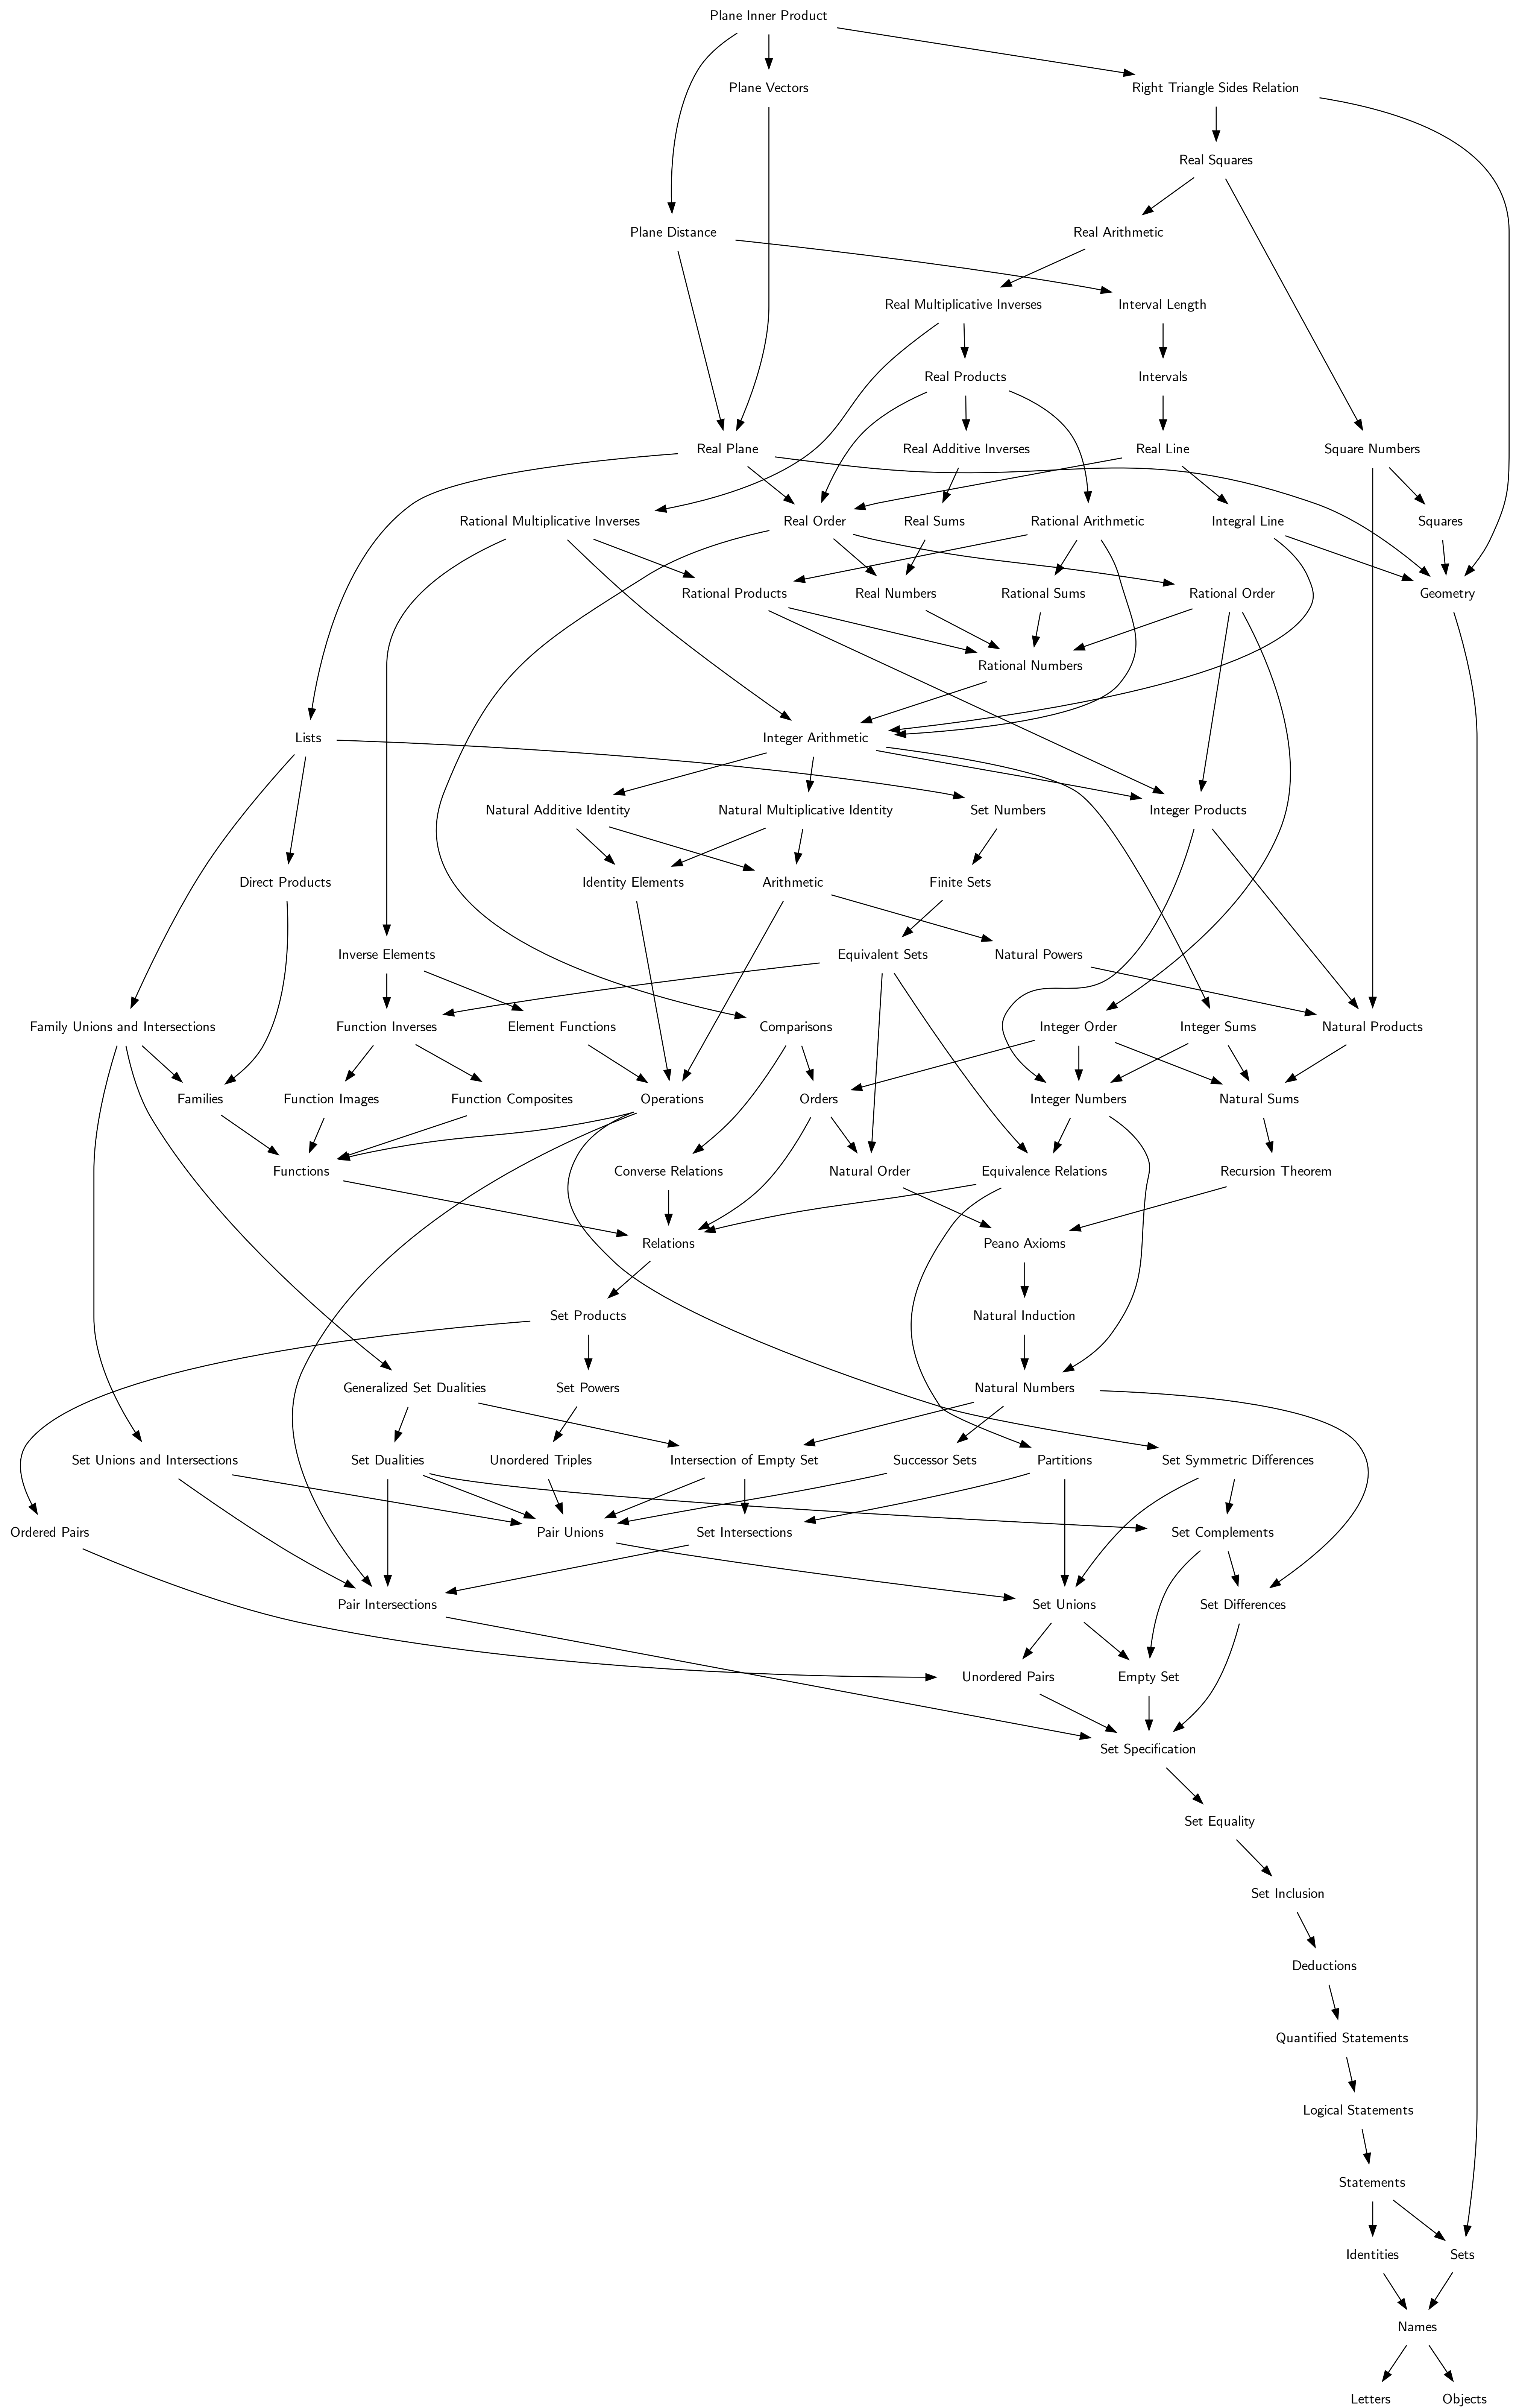 Plane Inner Product
Plane Vectors
Right Triangle Sides Relation
Real Squares
Plane Distance
Real Arithmetic
Real Multiplicative Inverses
Interval Length
Real Products
Intervals
Real Plane
Real Additive Inverses
Real Line
Square Numbers
Rational Multiplicative Inverses
Real Order
Real Sums
Rational Arithmetic
Integral Line
Squares
Rational Products
Real Numbers
Rational Sums
Rational Order
Geometry
Rational Numbers
Lists
Integer Arithmetic
Natural Additive Identity
Natural Multiplicative Identity
Set Numbers
Integer Products
Direct Products
Identity Elements
Arithmetic
Finite Sets
Inverse Elements
Equivalent Sets
Natural Powers
Family Unions and Intersections
Function Inverses
Element Functions
Comparisons
Integer Order
Integer Sums
Natural Products
Families
Function Images
Function Composites
Operations
Orders
Integer Numbers
Natural Sums
Functions
Converse Relations
Natural Order
Equivalence Relations
Recursion Theorem
Relations
Peano Axioms
Set Products
Natural Induction
Generalized Set Dualities
Set Powers
Natural Numbers
Set Unions and Intersections
Set Dualities
Unordered Triples
Intersection of Empty Set
Successor Sets
Partitions
Set Symmetric Differences
Ordered Pairs
Pair Unions
Set Intersections
Set Complements
Pair Intersections
Set Unions
Set Differences
Unordered Pairs
Empty Set
Set Specification
Set Equality
Set Inclusion
Deductions
Quantified Statements
Logical Statements
Statements
Identities
Sets
Names
Letters
Objects